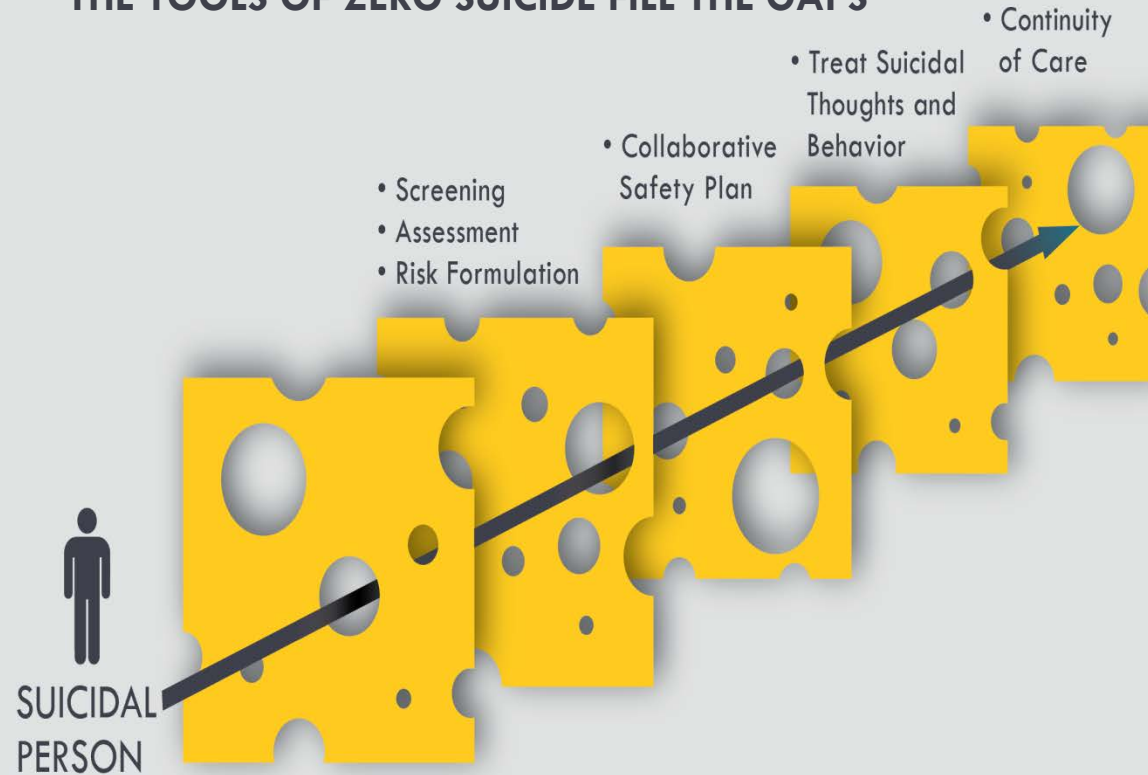 THE TOOLS OF ZERO SUICIDE FILL THE GAPS
• Continuity
of Care
• Treat Suicidal
Thoughts and
Behavior
• Collaborative
Safety Plan
• Screening
• Assessment
• Risk Formulation
SUICIDAL
PERSON